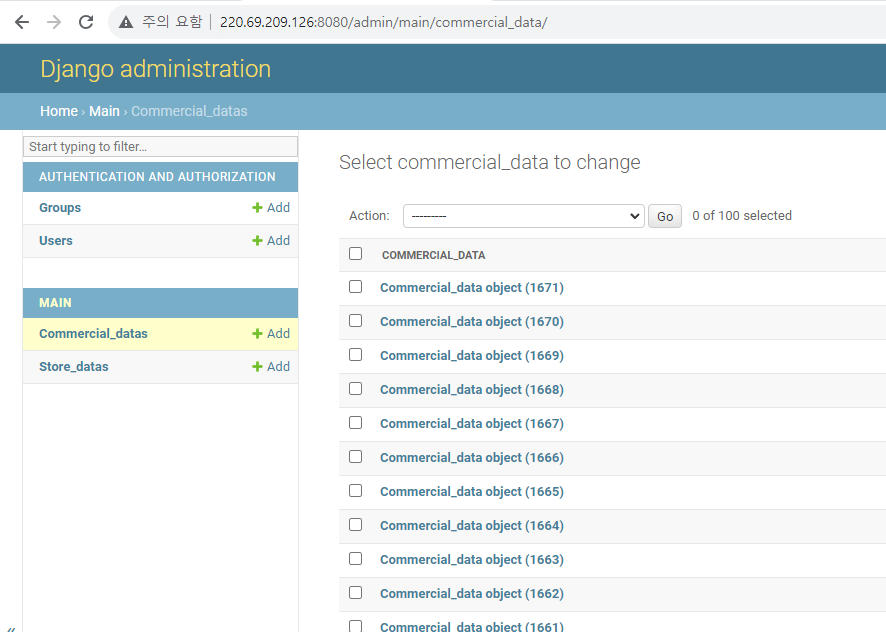 주의 요함 220.69.209.126:8080/admin/main/commercial_data/
Django administration
Home › Main › Commercial_datas
Start typing to filter...
AUTHENTICATION AND AUTHORIZATION
Groups + Add
Users + Add
MAIN
Commercial_datas + Add
Store_datas + Add
«
Select commercial_data to change
Action: --------- Go 0 of 100 selected
COMMERCIAL_DATA
Commercial_data object (1671)
Commercial_data object (1670)
Commercial_data object (1669)
Commercial_data object (1668)
Commercial_data object (1667)
Commercial_data object (1666)
Commercial_data object (1665)
Commercial_data object (1664)
Commercial_data object (1663)
Commercial_data object (1662)
Commercial_data object (1661)